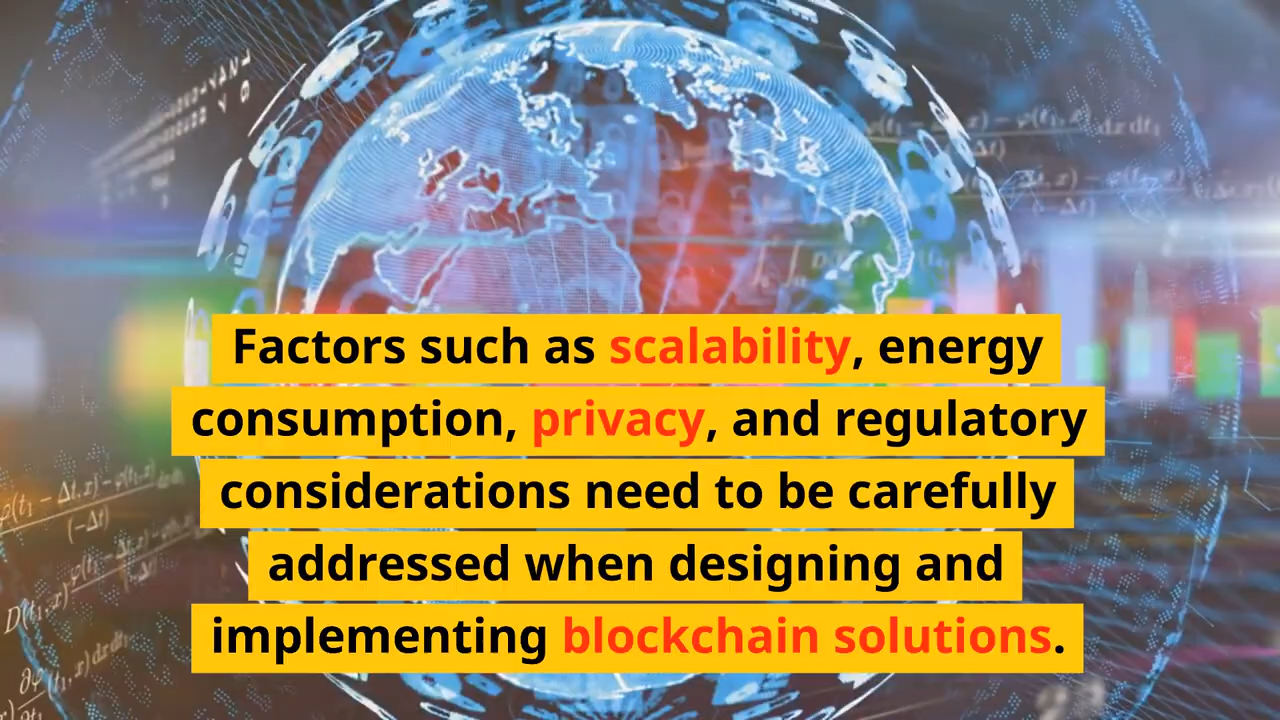 Factors such as scalability, energy
consumption, privacy, and regulatory
considerations need to be carefully
addressed when designing and
implementing blockchain solutions.